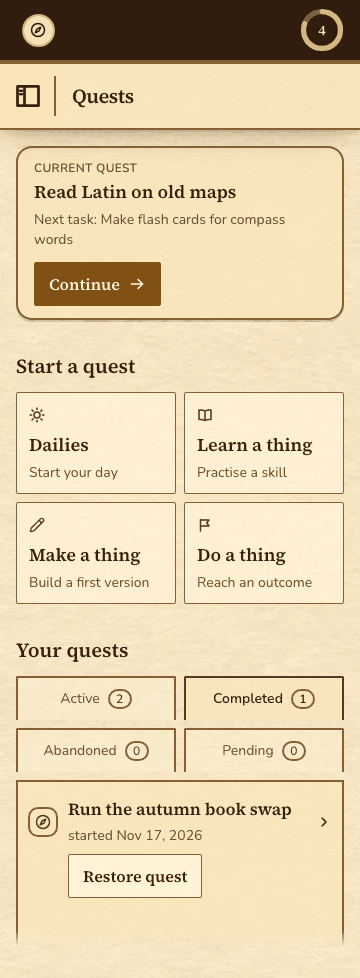 4
Quests
CURRENT QUEST
Read Latin on old maps
Next task: Make flash cards for compass
words
Continue
Start a quest
Dailies
Start your day
Learn a thing
Practise a skill
Make a thing
Build a first version
Do a thing
Reach an outcome
Your quests
Active 2
Completed 1
Abandoned 0
Pending 0
Run the autumn book swap
started Nov 17, 2026
Restore quest